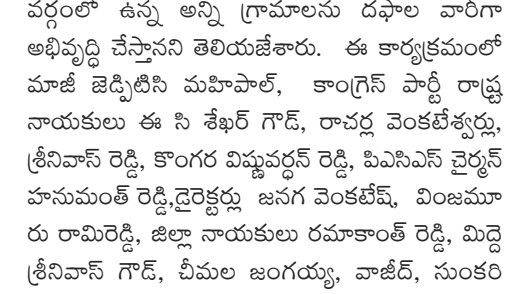 వర్గంలో ఉన్న అన్ని గ్రామాలను దఫాల వారీగా
అభివృద్ధి చేస్తానని తెలియజేశారు. ఈ కార్యక్రమంలో
మాజీ జెడ్పిటిసి మహిపాల్, కాంగ్రెస్ పార్టీ రాష్ట్ర
నాయకులు ఈ సి శేఖర్ గౌడ్, రాచర్ల వెంకటేశ్వర్లు,
శ్రీనివాస్ రెడ్డి, కొంగర విష్ణువర్ధన్ రెడ్డి, పిఎసిఎస్ చైర్మన్
హనుమంత్ రెడ్డి,డైరెక్టర్లు జనగ వెంకటేష్, వింజమూ
రు రామిరెడ్డి, జిల్లా నాయకులు రమాకాంత్ రెడ్డి, మిద్దె
శ్రీనివాస్ గౌడ్, చీమల జంగయ్య, వాజీద్, సుంకరి